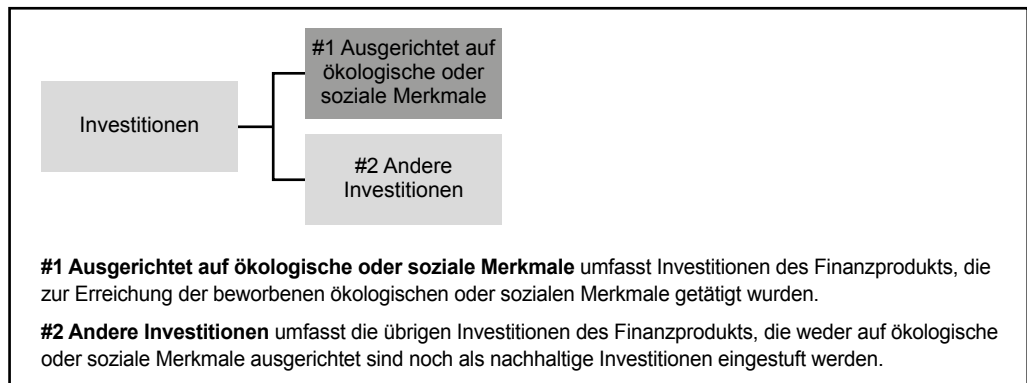 #1 Ausgerichtet auf
ökologische oder
soziale Merkmale
Investitionen
#2 Andere
Investitionen
#1 Ausgerichtet auf ökologische oder soziale Merkmale umfasst Investitionen des Finanzprodukts, die
zur Erreichung der beworbenen ökologischen oder sozialen Merkmale getätigt wurden.
#2 Andere Investitionen umfasst die übrigen Investitionen des Finanzprodukts, die weder auf ökologische
oder soziale Merkmale ausgerichtet sind noch als nachhaltige Investitionen eingestuft werden.